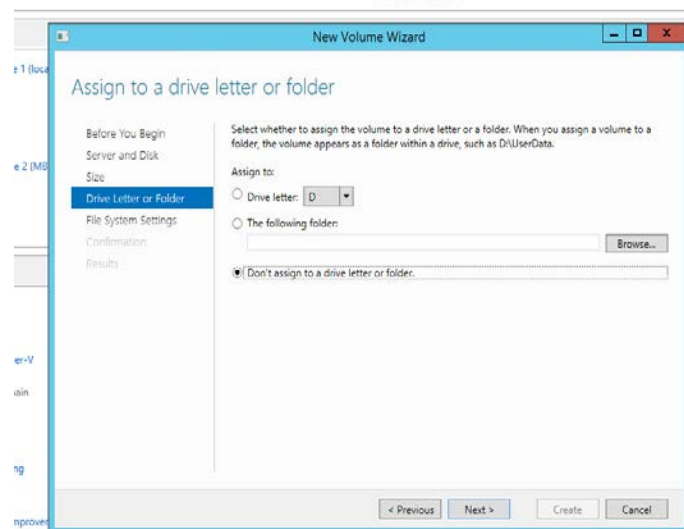 New Volume Wizard
Assign to a drive letter or folder
Before You Begin
Server and Disk
Size
Drive Letter or Folder
File System Settings
Confirmation
Results
Select whether to assign the volume to a drive letter or a folder. When you assign a volume to a
folder, the volume appears as a folder within a drive, such as D:\UserData.
Assign to:
Drive letter: D
The following folder:
Browse...
Don't assign to a drive letter or folder.
e 1 (loca
e 2 (MB
er-V
ain
ng
mprover
< Previous Next > Create Cancel